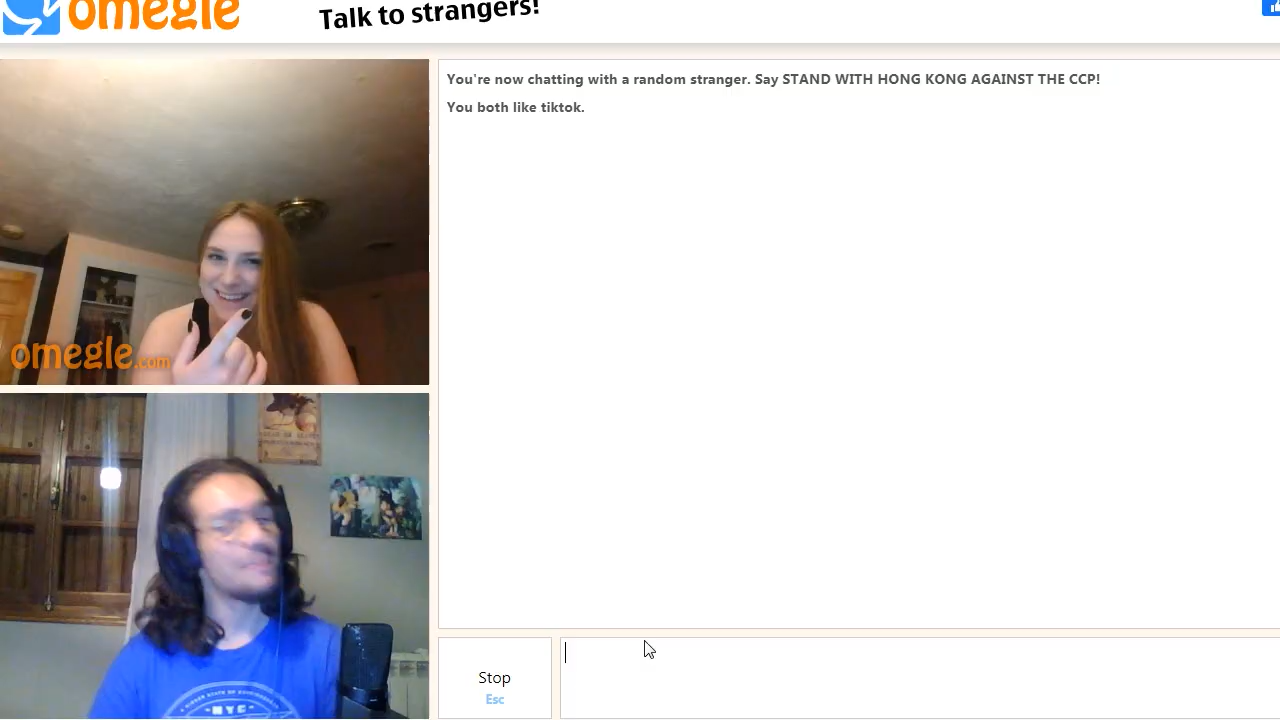 omegle
Talk to strangers!
You're now chatting with a random stranger. Say STAND WITH HONG KONG AGAINST THE CCP!
You both like tiktok.
omegle.com
NYC
Stop
Esc